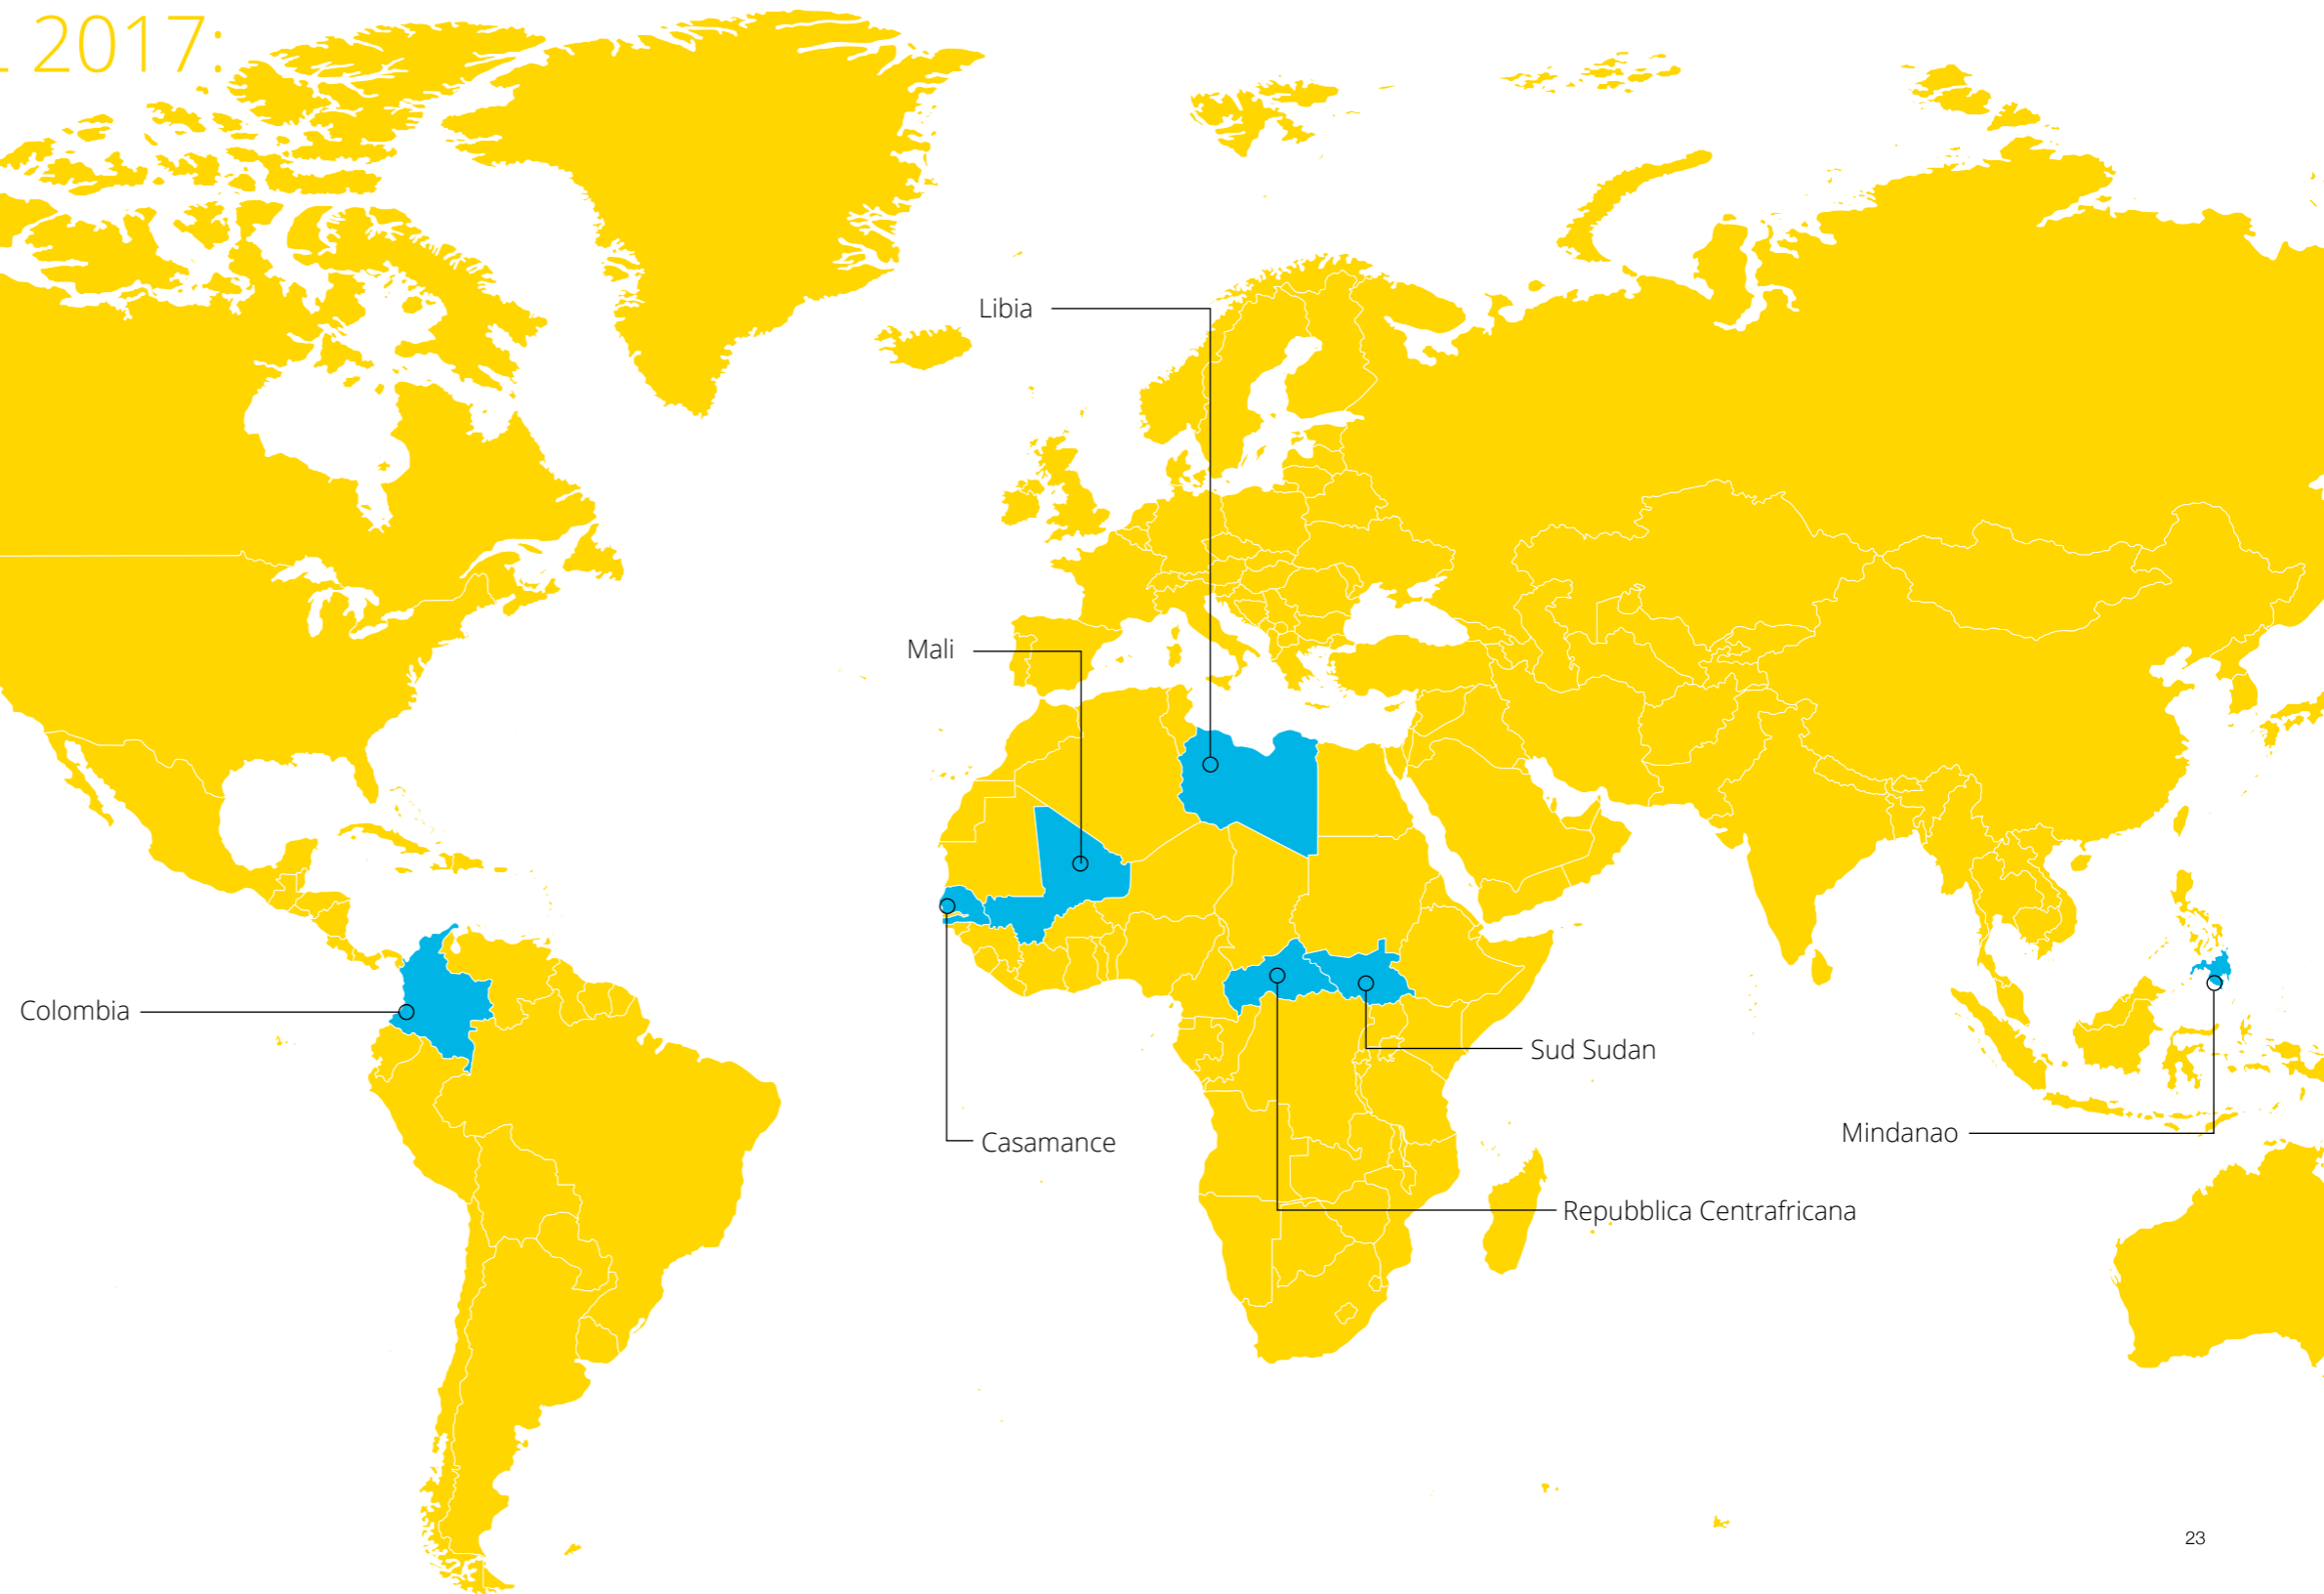 2017:
Libia
Mali
Colombia
Sud Sudan
Casamance
Mindanao
Repubblica Centrafricana
23